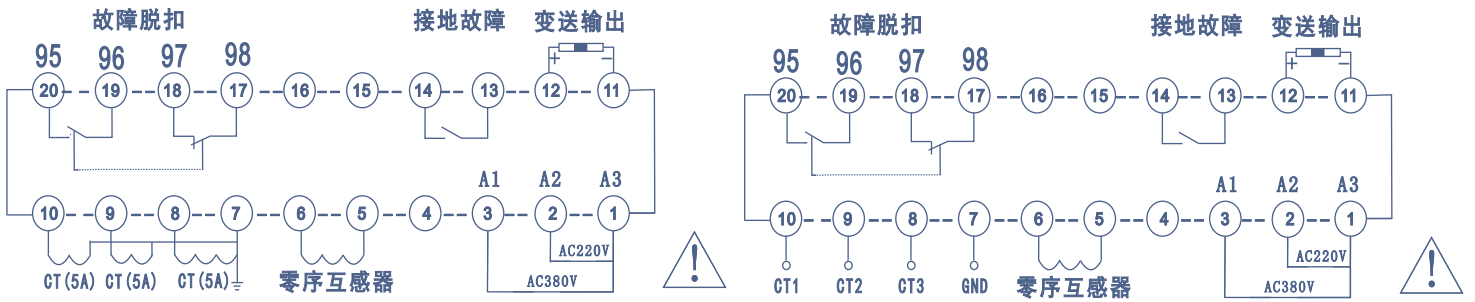 故障脱扣 接地故障 变送输出
95 96 97 98 + −
20 19 18 17 16 15 14 13 12 11
A1 A2 A3
10 9 8 7 6 5 4 3 2 1
AC220V
CT(5A) CT(5A) CT(5A) 零序互感器 AC380V
故障脱扣 接地故障 变送输出
95 96 97 98 + −
20 19 18 17 16 15 14 13 12 11
A1 A2 A3
10 9 8 7 6 5 4 3 2 1
AC220V
CT1 CT2 CT3 GND 零序互感器 AC380V